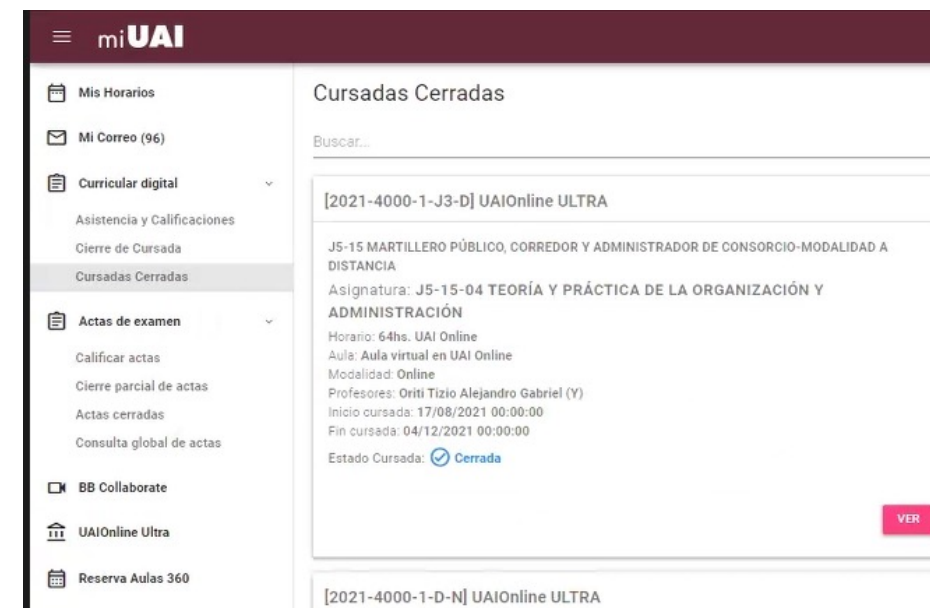 miUAI
Mis Horarios
Mi Correo (96)
Curricular digital
Asistencia y Calificaciones
Cierre de Cursada
Cursadas Cerradas
Actas de examen
Calificar actas
Cierre parcial de actas
Actas cerradas
Consulta global de actas
BB Collaborate
UAIOnline Ultra
Reserva Aulas 360
Cursadas Cerradas
Buscar...
[2021-4000-1-J3-D] UAIOnline ULTRA
J5-15 MARTILLERO PÚBLICO, CORREDOR Y ADMINISTRADOR DE CONSORCIO-MODALIDAD A
DISTANCIA
Asignatura: J5-15-04 TEORÍA Y PRÁCTICA DE LA ORGANIZACIÓN Y
ADMINISTRACIÓN
Horario: 64hs. UAI Online
Aula: Aula virtual en UAI Online
Modalidad: Online
Profesores: Oriti Tizio Alejandro Gabriel (Y)
Inicio cursada: 17/08/2021 00:00:00
Fin cursada: 04/12/2021 00:00:00
Estado Cursada: Cerrada
VER
[2021-4000-1-D-N] UAIOnline ULTRA